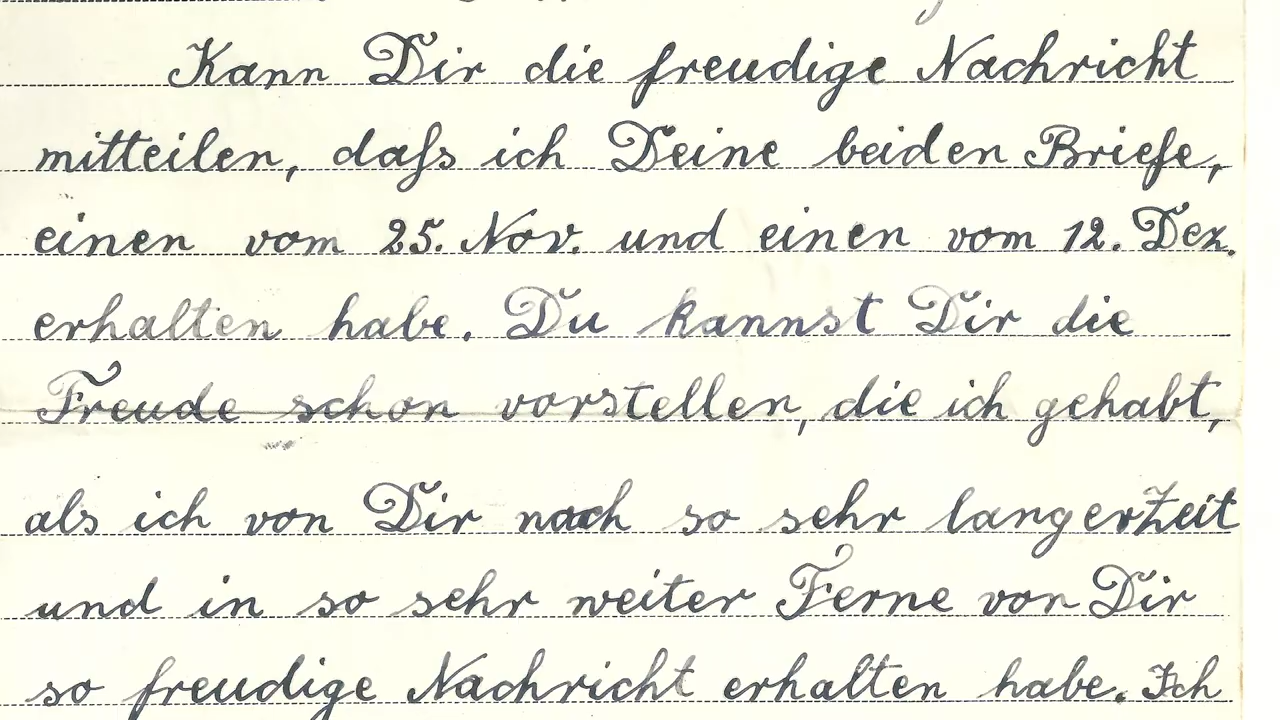 Kann Dir die freudige Nachricht
mitteilen, daß ich Deine beiden Briefe,
einen vom 25. Nov. und einen vom 12. Dez.
erhalten habe. Du kannst Dir die
Freude schon vorstellen, die ich gehabt,
als ich von Dir nach so sehr langer Zeit
und in so sehr weiter Ferne von Dir
so freudige Nachricht erhalten habe. Ich